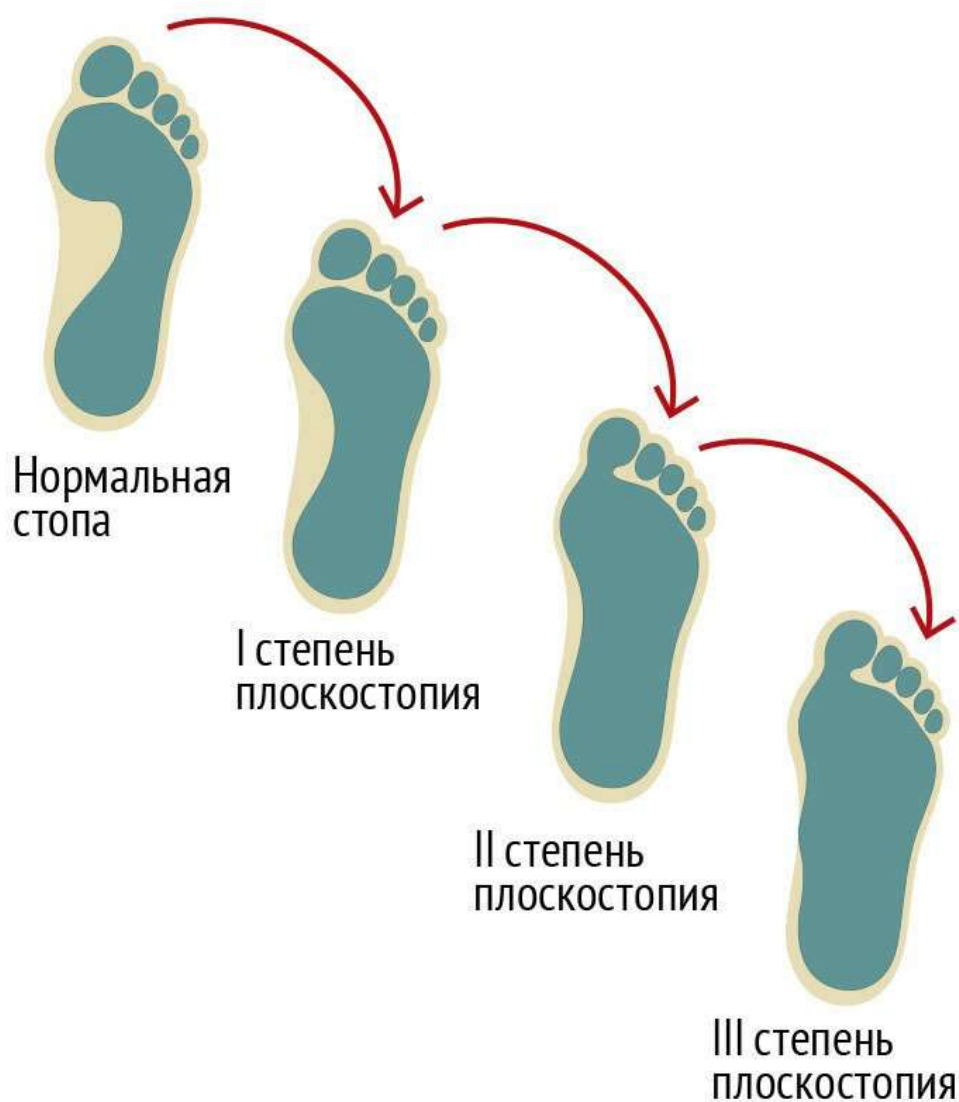 Нормальная
стопа
I степень
плоскостопия
II степень
плоскостопия
III степень
плоскостопия